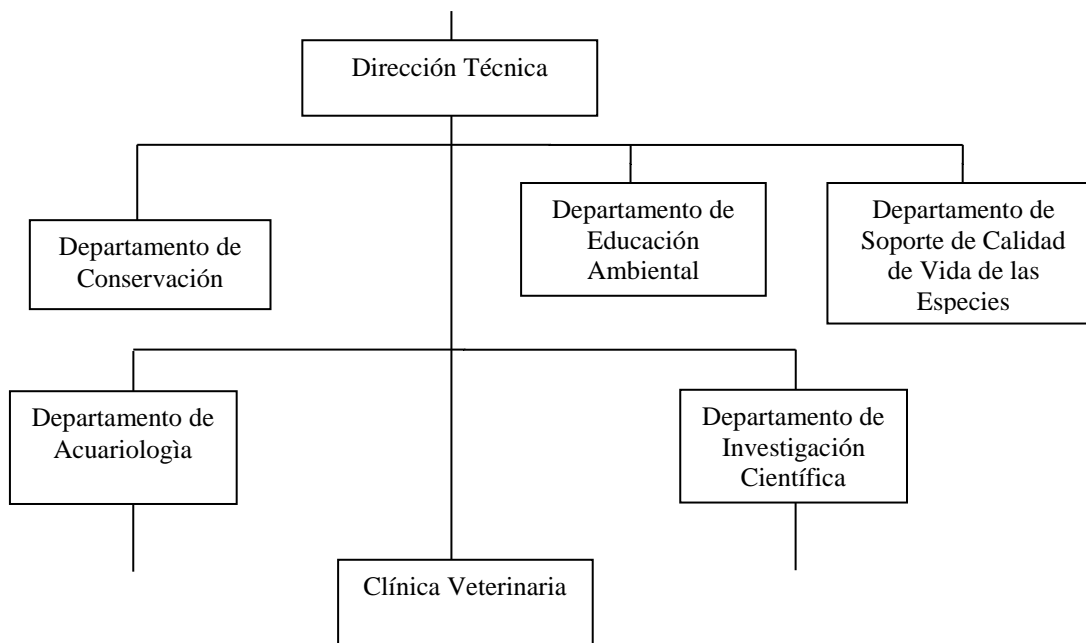 Dirección Técnica
Departamento de
Conservación
Departamento de
Educación
Ambiental
Departamento de
Soporte de Calidad
de Vida de las
Especies
Departamento de
Acuariologìa
Departamento de
Investigación
Científica
Clínica Veterinaria